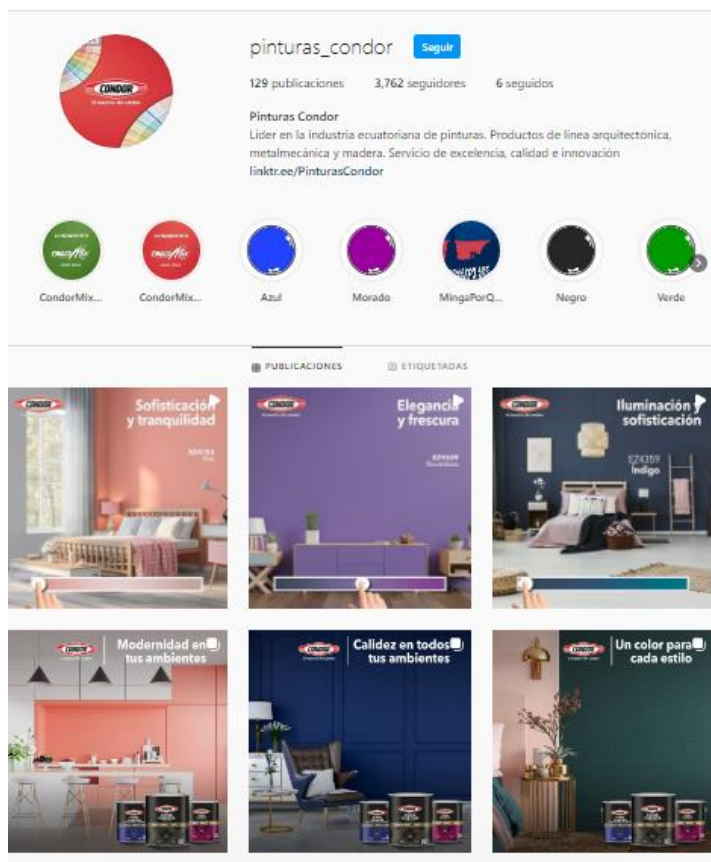 CONDOR
pinturas_condor
Seguir
129 publicaciones 3,762 seguidores 6 seguidos
Pinturas Condor
Líder en la industria ecuatoriana de pinturas. Productos de línea arquitectónica,
metalmecánica y madera. Servicio de excelencia, calidad e innovación
linktr.ee/PinturasCondor
CondorMix... CondorMix... Azul Morado MingaPorQ... Negro Verde
PUBLICACIONES ETIQUETADAS
CONDOR
Sofisticación
y tranquilidad
CONDOR
Elegancia
y frescura
CONDOR
Iluminación y
sofisticación
EZ4359
Indigo
CONDOR
Modernidad en
tus ambientes
CONDOR
Calidez en todos
tus ambientes
CONDOR
Un color para
cada estilo